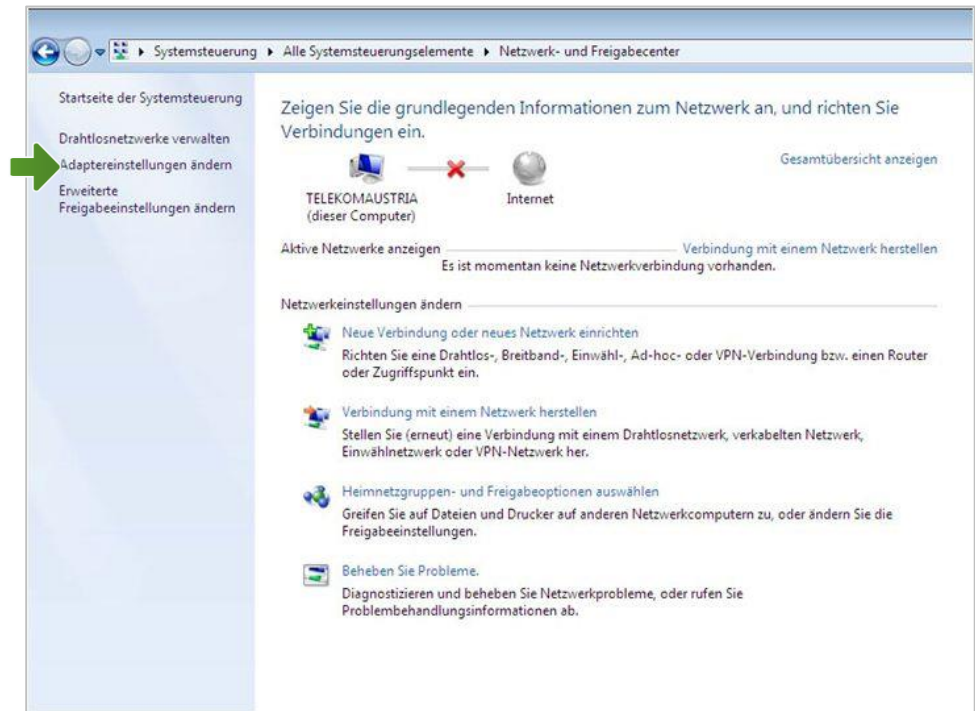 Systemsteuerung ▸ Alle Systemsteuerungselemente ▸ Netzwerk- und Freigabecenter
Startseite der Systemsteuerung
Drahtlosnetzwerke verwalten
Adaptereinstellungen ändern
Erweiterte
Freigabeeinstellungen ändern
Zeigen Sie die grundlegenden Informationen zum Netzwerk an, und richten Sie
Verbindungen ein.
Gesamtübersicht anzeigen
TELEKOMAUSTRIA
(dieser Computer)
Internet
Aktive Netzwerke anzeigen
Verbindung mit einem Netzwerk herstellen
Es ist momentan keine Netzwerkverbindung vorhanden.
Netzwerkeinstellungen ändern
Neue Verbindung oder neues Netzwerk einrichten
Richten Sie eine Drahtlos-, Breitband-, Einwähl-, Ad-hoc- oder VPN-Verbindung bzw. einen Router
oder Zugriffspunkt ein.
Verbindung mit einem Netzwerk herstellen
Stellen Sie (erneut) eine Verbindung mit einem Drahtlosnetzwerk, verkabelten Netzwerk,
Einwählnetzwerk oder VPN-Netzwerk her.
Heimnetzgruppen- und Freigabeoptionen auswählen
Greifen Sie auf Dateien und Drucker auf anderen Netzwerkcomputern zu, oder ändern Sie die
Freigabeeinstellungen.
Beheben Sie Probleme.
Diagnostizieren und beheben Sie Netzwerkprobleme, oder rufen Sie
Problembehandlungsinformationen ab.